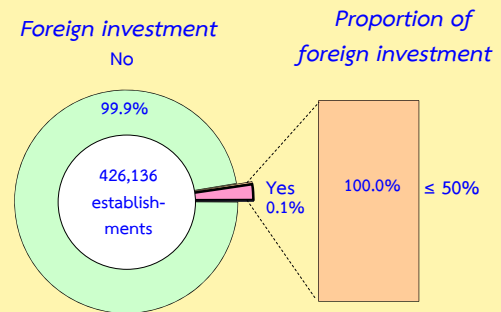 Foreign investment
No
99.9%
426,136
establish-
ments
Yes
0.1%
Proportion of
foreign investment
100.0%
≤ 50%